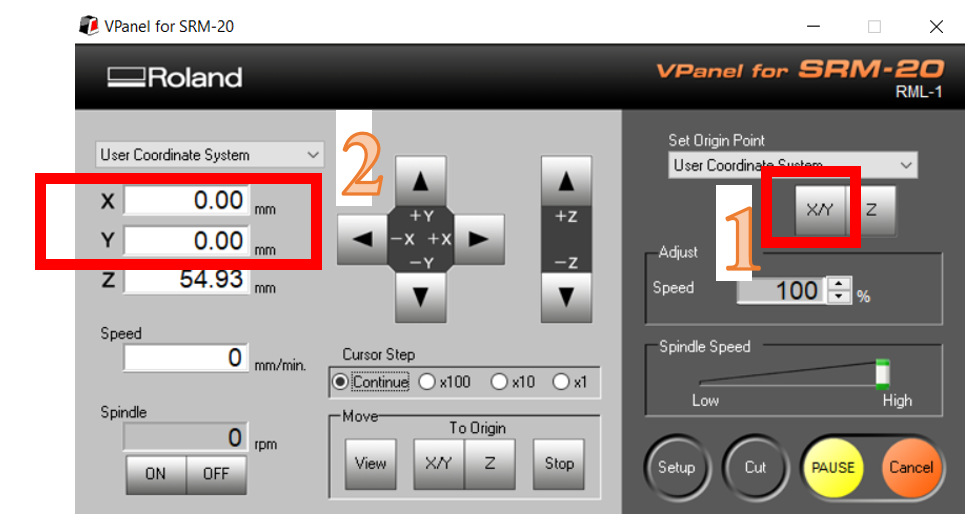 VPanel for SRM-20
Roland
VPanel for SRM-20
RML-1
User Coordinate System
X 0.00 mm
Y 0.00 mm
Z 54.93 mm
2
+Y
-X +X
-Y
+Z
-Z
Speed
0 mm/min.
Spindle
0 rpm
ON OFF
Cursor Step
Continue x100 x10 x1
Move
To Origin
View X/Y Z Stop
Set Origin Point
User Coordinate System
X/Y Z
1
Adjust
Speed 100 %
Spindle Speed
Low High
Setup Cut PAUSE Cancel